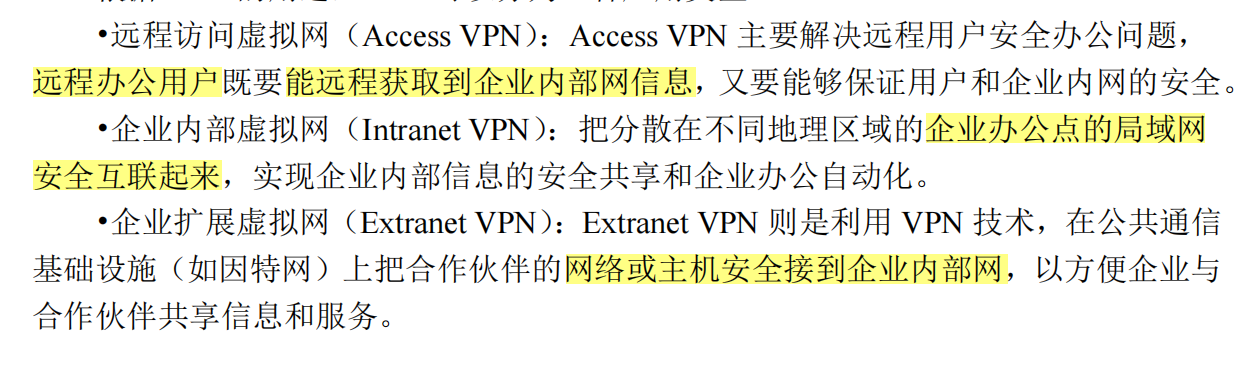 •远程访问虚拟网（Access VPN）：Access VPN 主要解决远程用户安全办公问题，
远程办公用户既要能远程获取到企业内部网信息，又要能够保证用户和企业内网的安全。
•企业内部虚拟网（Intranet VPN）：把分散在不同地理区域的企业办公点的局域网
安全互联起来，实现企业内部信息的安全共享和企业办公自动化。
•企业扩展虚拟网（Extranet VPN）：Extranet VPN 则是利用 VPN 技术，在公共通信
基础设施（如因特网）上把合作伙伴的网络或主机安全接到企业内部网，以方便企业与
合作伙伴共享信息和服务。